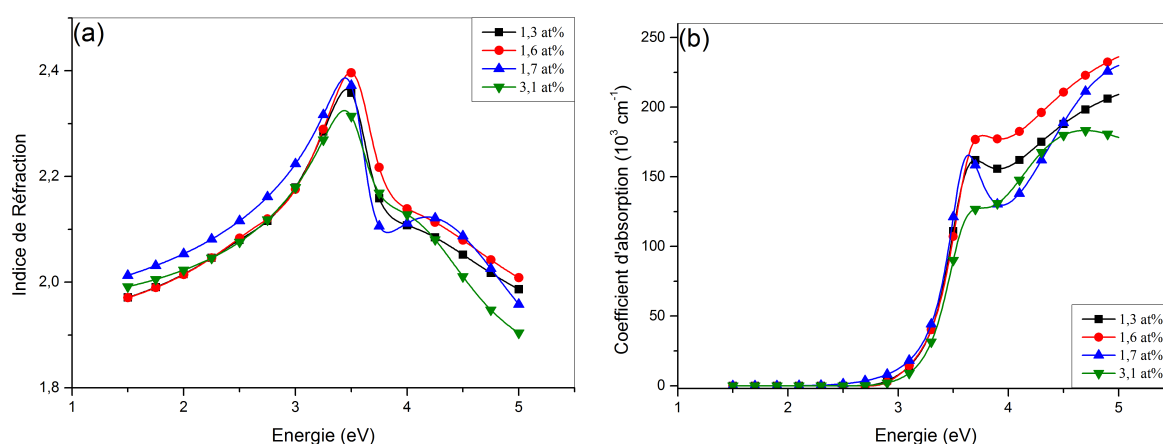 (a)
1,3 at%
1,6 at%
1,7 at%
3,1 at%
2,4
2,2
2,0
1,8
Indice de Réfraction
1 2 3 4 5
Energie (eV)
(b)
250
200
150
100
50
0
Coefficient d'absorption (10³ cm⁻¹)
1,3 at%
1,6 at%
1,7 at%
3,1 at%
1 2 3 4 5
Energie (eV)